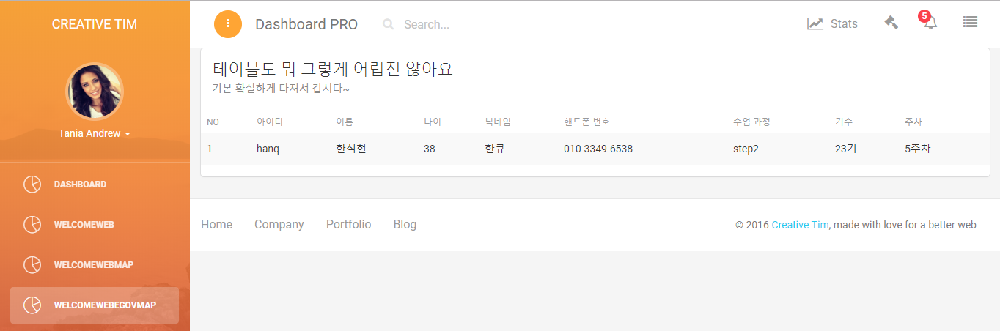 CREATIVE TIM
Tania Andrew
DASHBOARD
WELCOMEWEB
WELCOMEWEBMAP
WELCOMEWEBEGOVMAP
Dashboard PRO Search... Stats 5
테이블도 뭐 그렇게 어렵진 않아요
기본 확실하게 다져서 갑시다~
NO 아이디 이름 나이 닉네임 핸드폰 번호 수업 과정 기수 주차
1 hanq 한석현 38 한큐 010-3349-6538 step2 23기 5주차
Home Company Portfolio Blog © 2016 Creative Tim, made with love for a better web